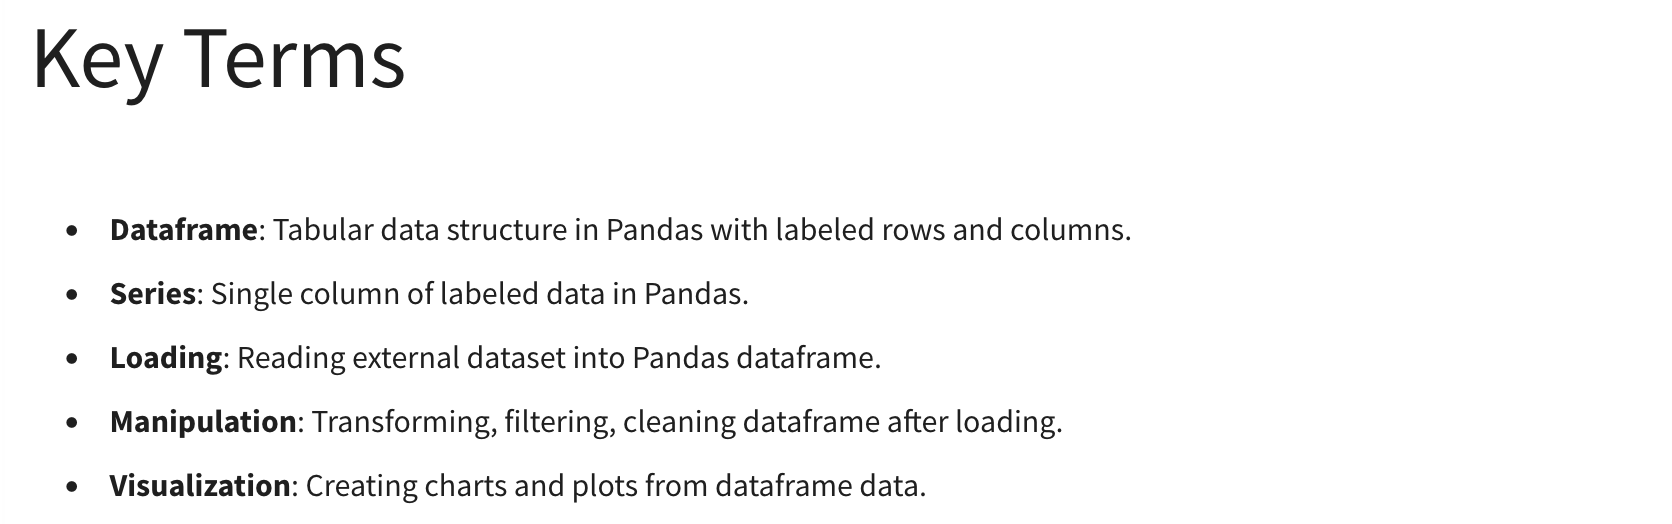 Key Terms
• Dataframe: Tabular data structure in Pandas with labeled rows and columns.
• Series: Single column of labeled data in Pandas.
• Loading: Reading external dataset into Pandas dataframe.
• Manipulation: Transforming, filtering, cleaning dataframe after loading.
• Visualization: Creating charts and plots from dataframe data.